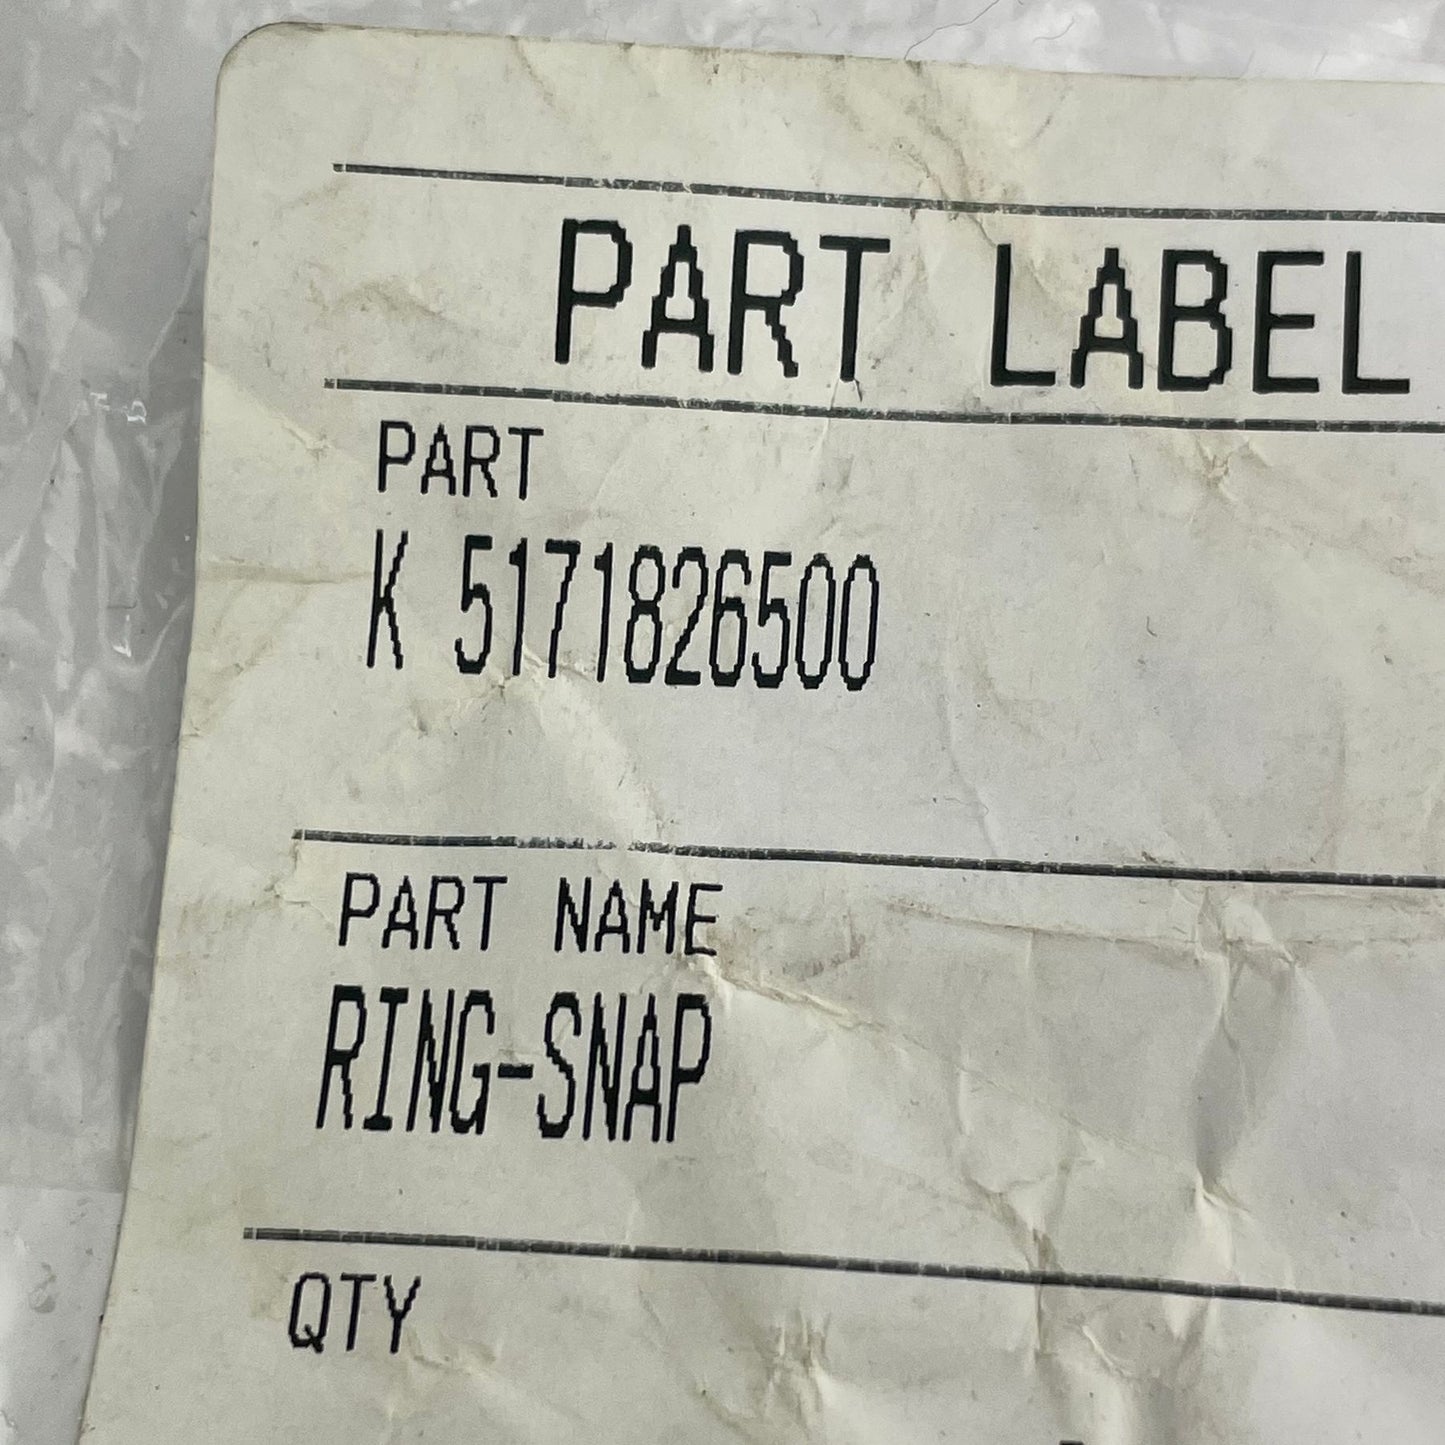 PART LABEL
PART
K 5171826500
PART NAME
RING-SNAP
QTY